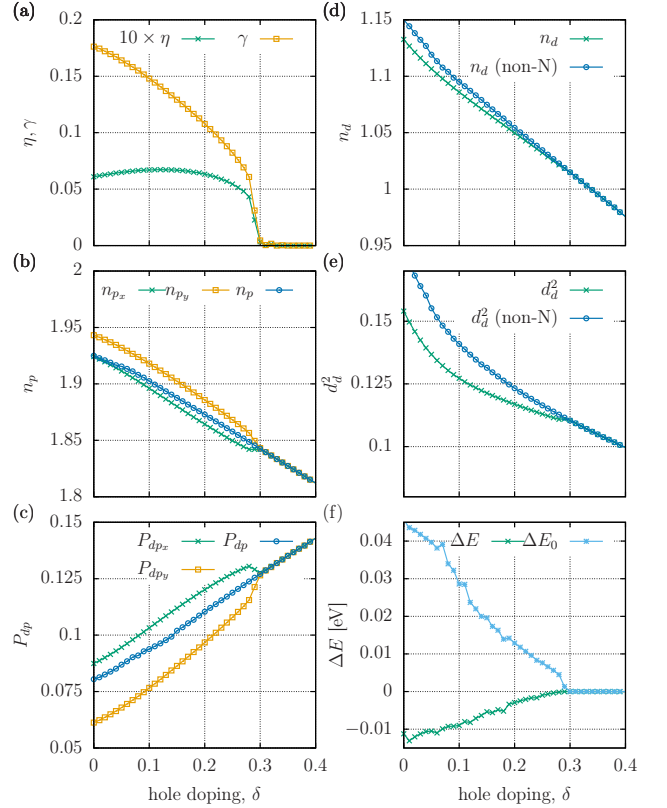 (a)
10 × η
γ
0.2
0.15
0.1
0.05
0
η, γ
(d)
n_d
n_d (non-N)
1.15
1.1
1.05
1
0.95
n_d
(b)
n_{p_x}
n_{p_y}
n_p
2
1.95
1.9
1.85
1.8
n_p
(e)
d_d^2
d_d^2 (non-N)
0.15
0.125
0.1
d_d^2
(c)
P_{dp_x}
P_{dp}
P_{dp_y}
0.15
0.125
0.1
0.075
0.05
P_{dp}
0
0.1
0.2
0.3
0.4
hole doping, δ
(f)
ΔE
ΔE_0
0.04
0.03
0.02
0.01
0
−0.01
ΔE [eV]
0
0.1
0.2
0.3
0.4
hole doping, δ